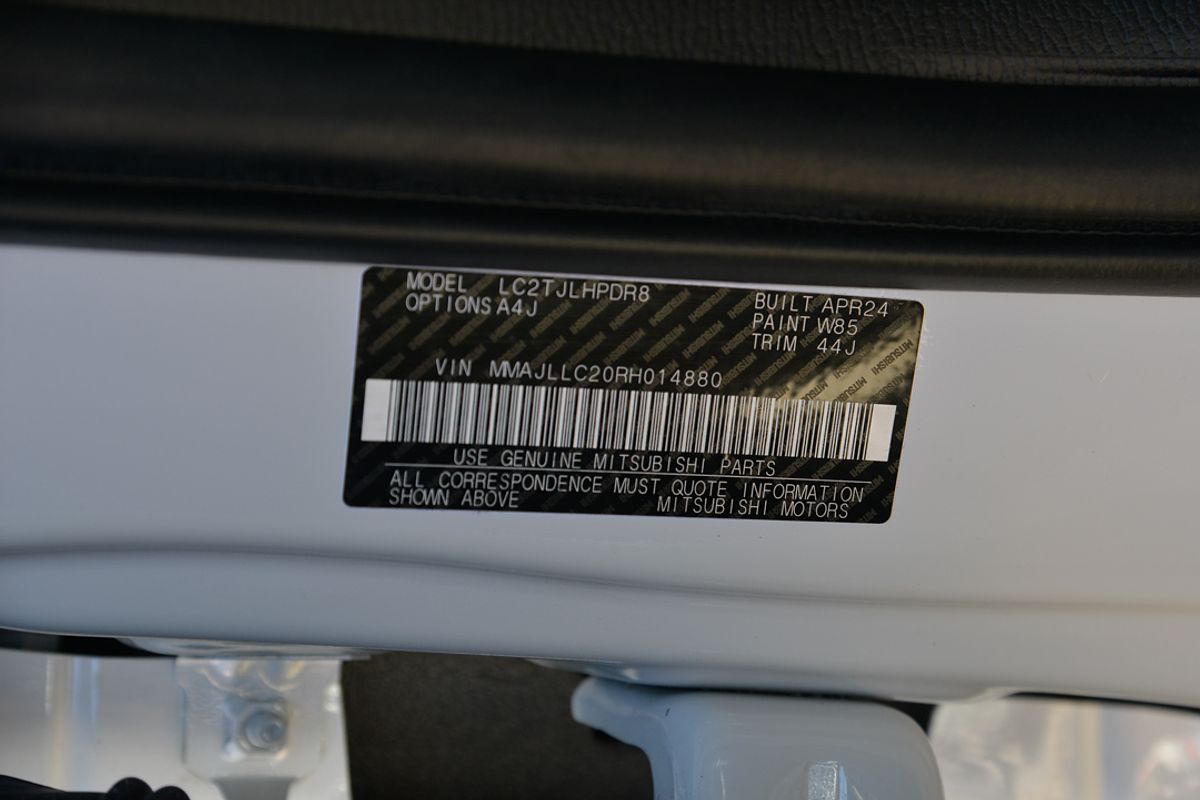 MODEL LC2TJLHPDR8
OPTIONS A4J
BUILT APR24
PAINT W85
TRIM 44J
VIN MMAJLLC20RH014880
USE GENUINE MITSUBISHI PARTS
ALL CORRESPONDENCE MUST QUOTE INFORMATION
SHOWN ABOVE MITSUBISHI MOTORS